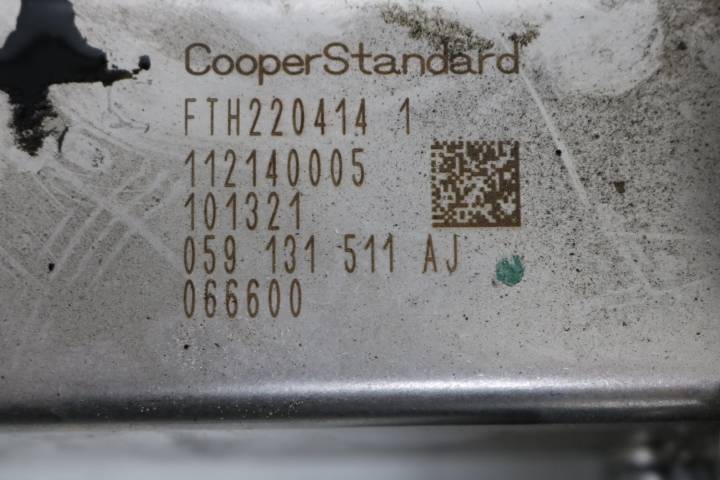 CooperStandard
FTH220414 1
112140005
101321
059 131 511 AJ
066600